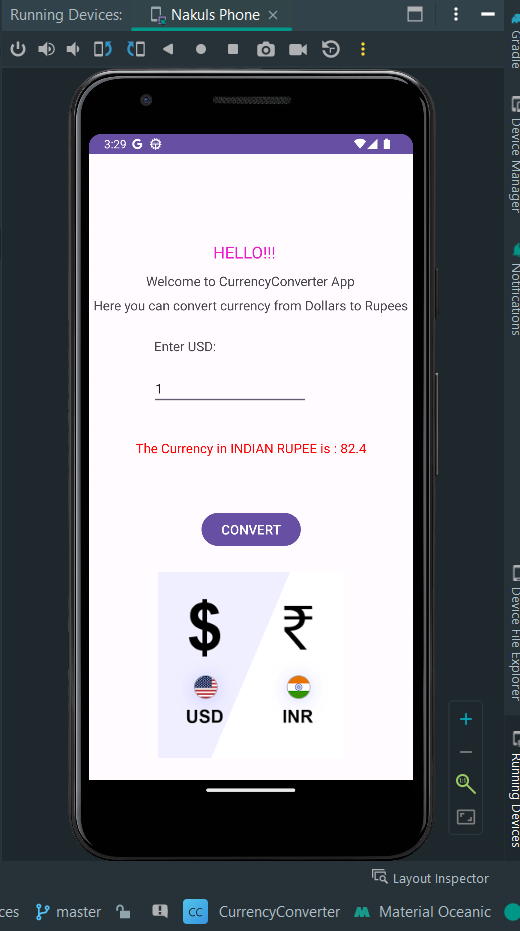 Running Devices: Nakuls Phone
3:29 G
HELLO!!!
Welcome to CurrencyConverter App
Here you can convert currency from Dollars to Rupees
Enter USD:
1
The Currency in INDIAN RUPEE is : 82.4
CONVERT
$ ₹
USD INR
Gradle
Device Manager
Notifications
Device File Explorer
Running Devices
1:1
Layout Inspector
ces master CC CurrencyConverter Material Oceanic